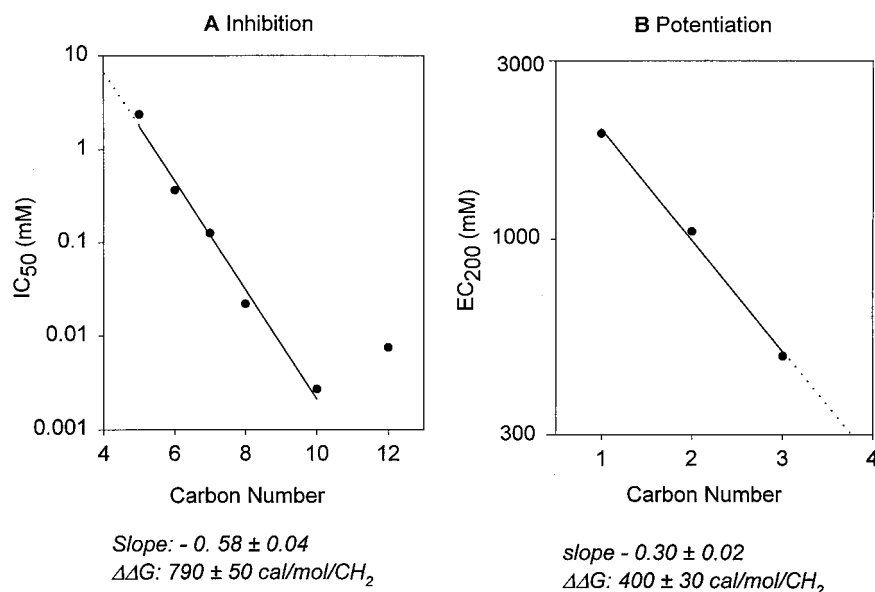 A Inhibition
10
1
0.1
0.01
0.001
IC50 (mM)
4 6 8 10 12
Carbon Number
Slope: - 0. 58 ± 0.04
ΔΔG: 790 ± 50 cal/mol/CH2
B Potentiation
3000
1000
300
EC200 (mM)
1 2 3 4
Carbon Number
slope - 0.30 ± 0.02
ΔΔG: 400 ± 30 cal/mol/CH2